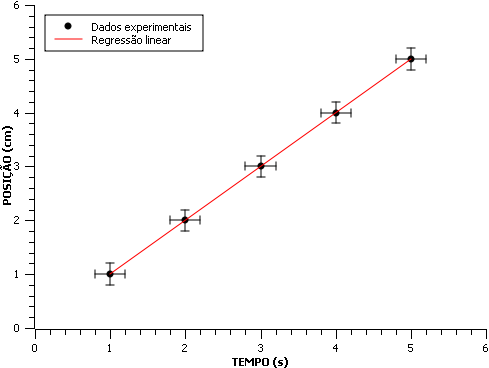 Dados experimentais
Regressão linear
POSIÇÃO (cm)
6
5
4
3
2
1
0
0 1 2 3 4 5 6
TEMPO (s)